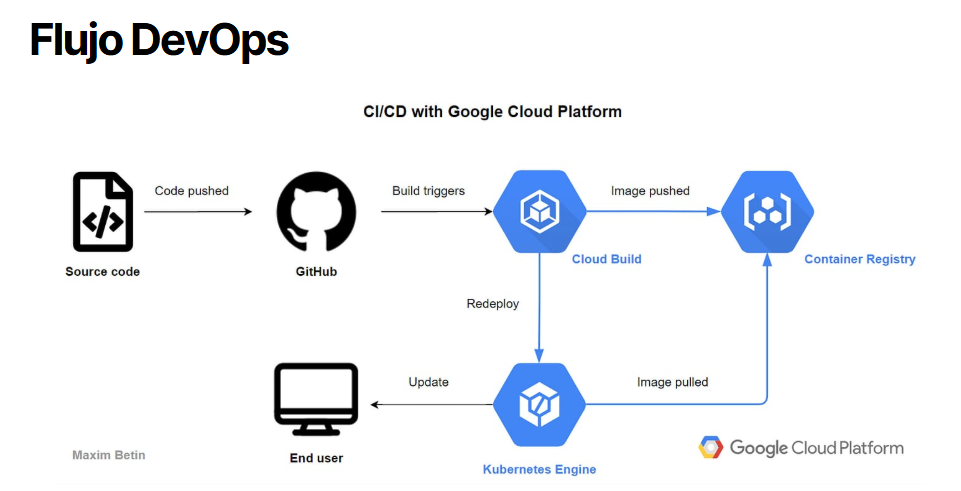 Flujo DevOps
CI/CD with Google Cloud Platform
Code pushed
Build triggers
Image pushed
Source code
GitHub
Cloud Build
Container Registry
Redeploy
Update
Image pulled
End user
Kubernetes Engine
Maxim Betin
Google Cloud Platform